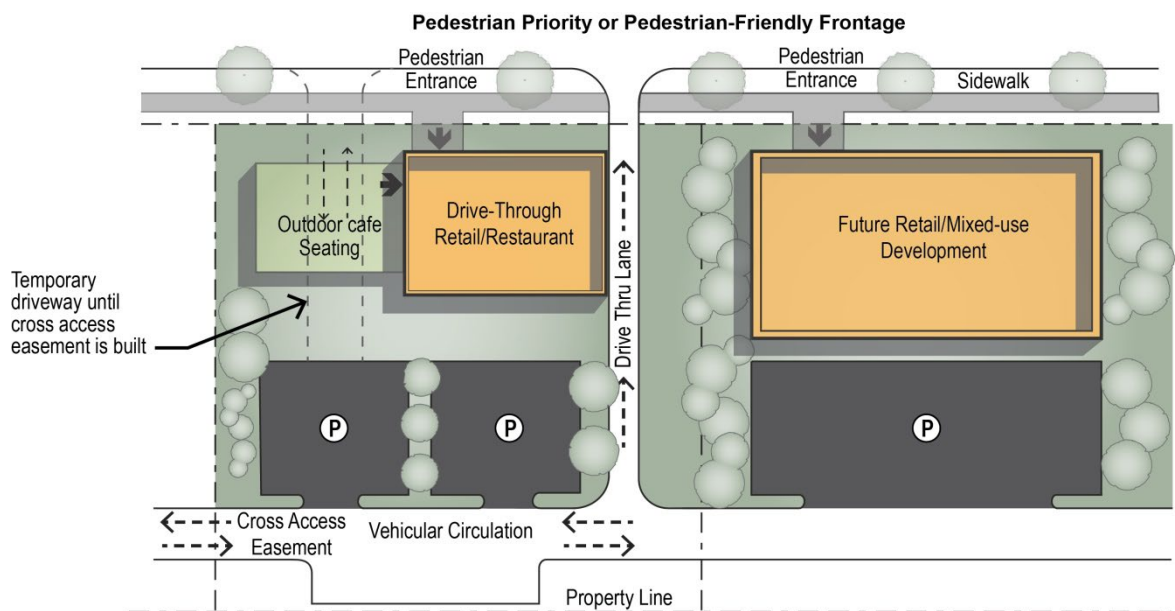 Pedestrian Priority or Pedestrian-Friendly Frontage
Pedestrian
Entrance
Pedestrian
Entrance
Sidewalk
Outdoor cafe
Seating
Drive-Through
Retail/Restaurant
Drive Thru Lane
Future Retail/Mixed-use
Development
Temporary
driveway until
cross access
easement is built
P
P
P
Cross Access
Easement
Vehicular Circulation
Property Line